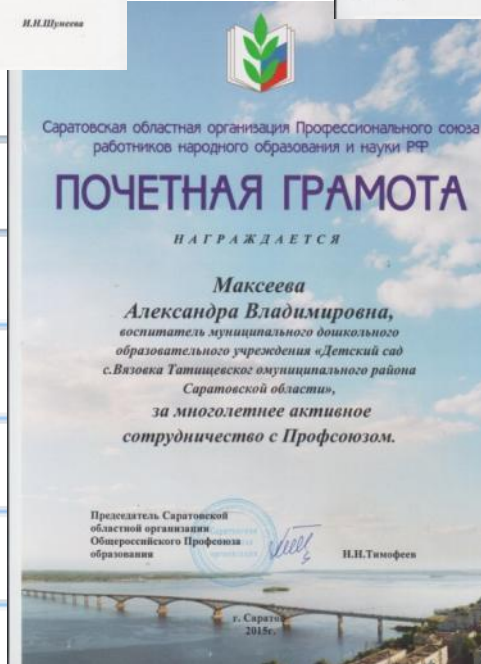 И.Н.Шунеева
Саратовская областная организация Профессионального союза
работников народного образования и науки РФ
ПОЧЕТНАЯ ГРАМОТА
НАГРАЖДАЕТСЯ
Максеева
Александра Владимировна,
воспитатель муниципального дошкольного
образовательного учреждения «Детский сад
с.Вязовка Татищевског омуниципального района
Саратовской области»,
за многолетнее активное
сотрудничество с Профсоюзом.
Председатель Саратовской
областной организации
Общероссийского Профсоюза
образования
Н.Н.Тимофеев
г. Саратов
2015г.